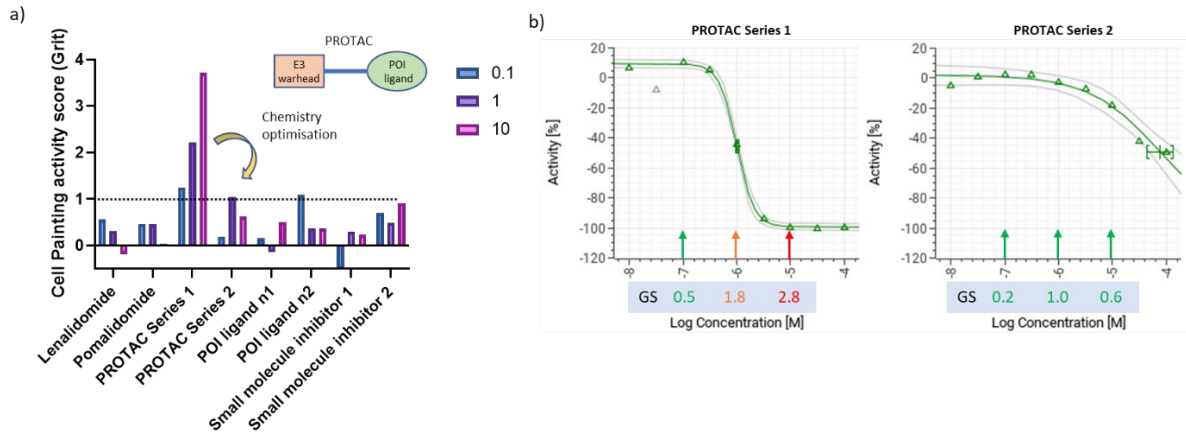 a)
Cell Painting activity score (Grit)
4
3
2
1
0
PROTAC
E3
warhead
POI
ligand
Chemistry
optimisation
0.1
1
10
Lenalidomide
Pomalidomide
PROTAC Series 1
PROTAC Series 2
POI ligand n1
POI ligand n2
Small molecule inhibitor 1
Small molecule inhibitor 2
b)
PROTAC Series 1
Activity [%]
20
0
-20
-40
-60
-80
-100
-120
-8
-7
-6
-5
-4
GS 0.5 1.8 2.8
Log Concentration [M]
PROTAC Series 2
Activity [%]
20
0
-20
-40
-60
-80
-100
-120
-8
-7
-6
-5
-4
GS 0.2 1.0 0.6
Log Concentration [M]